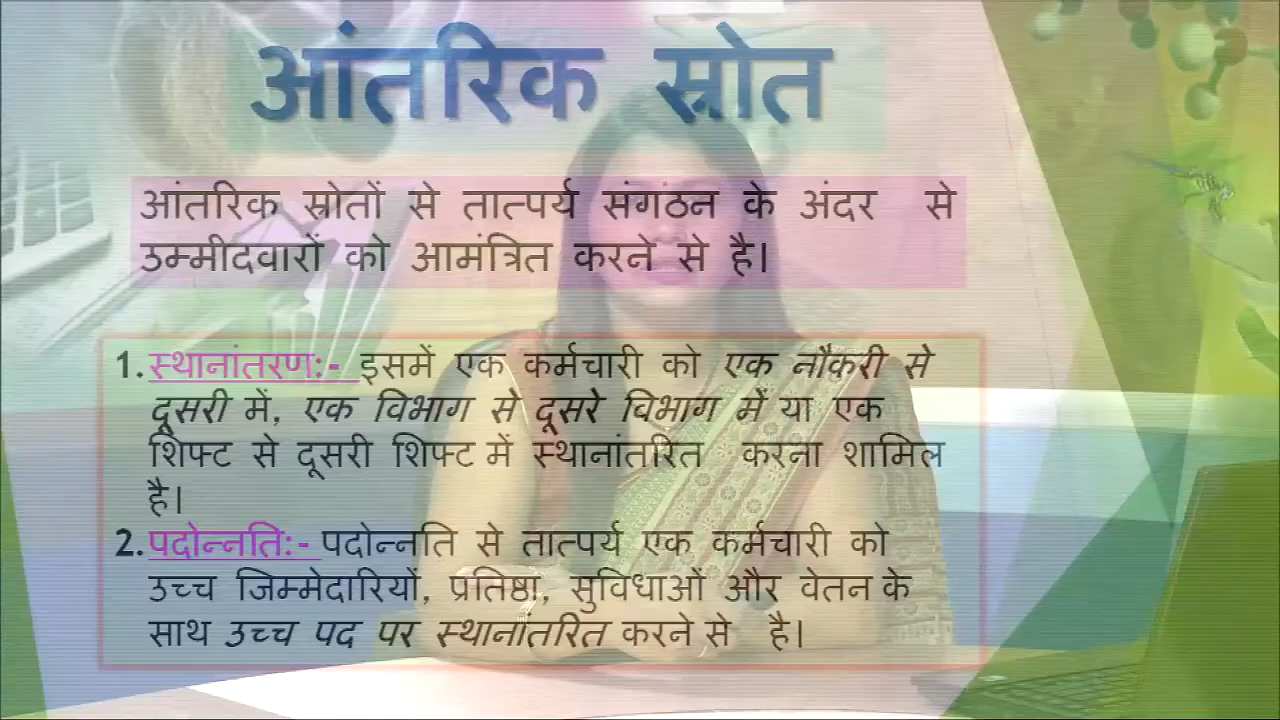 आंतरिक स्रोत
आंतरिक स्रोतों से तात्पर्य संगठन के अंदर से
उम्मीदवारों को आमंत्रित करने से है।
1. स्थानांतरण:- इसमें एक कर्मचारी को एक नौकरी से
दूसरी में, एक विभाग से दूसरे विभाग में या एक
शिफ्ट से दूसरी शिफ्ट में स्थानांतरित करना शामिल
है।
2. पदोन्नति:- पदोन्नति से तात्पर्य एक कर्मचारी को
उच्च जिम्मेदारियों, प्रतिष्ठा, सुविधाओं और वेतन के
साथ उच्च पद पर स्थानांतरित करने से है।